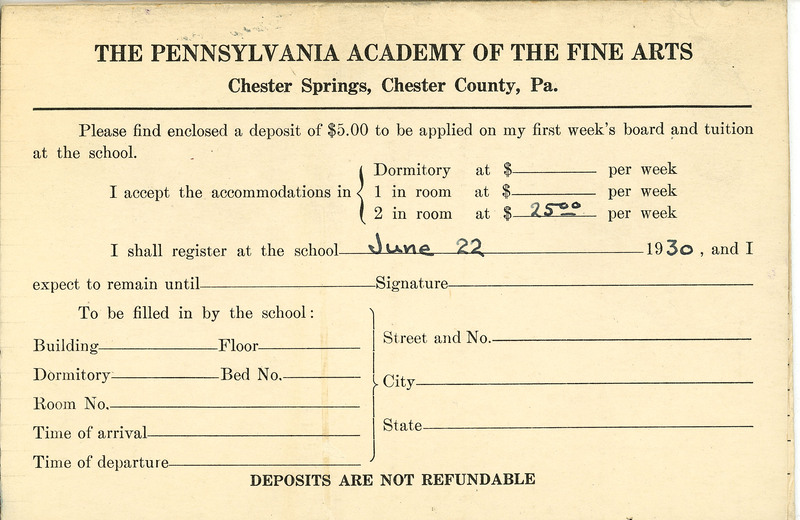 THE PENNSYLVANIA ACADEMY OF THE FINE ARTS
Chester Springs, Chester County, Pa.
Please find enclosed a deposit of $5.00 to be applied on my first week's board and tuition
at the school.
Dormitory at $ per week
I accept the accommodations in 1 in room at $ per week
2 in room at $ 25⁰⁰ per week
I shall register at the school June 22 1930, and I
expect to remain until Signature
To be filled in by the school:
Building Floor
Street and No.
Dormitory Bed No.
City
Room No.
State
Time of arrival
Time of departure
DEPOSITS ARE NOT REFUNDABLE